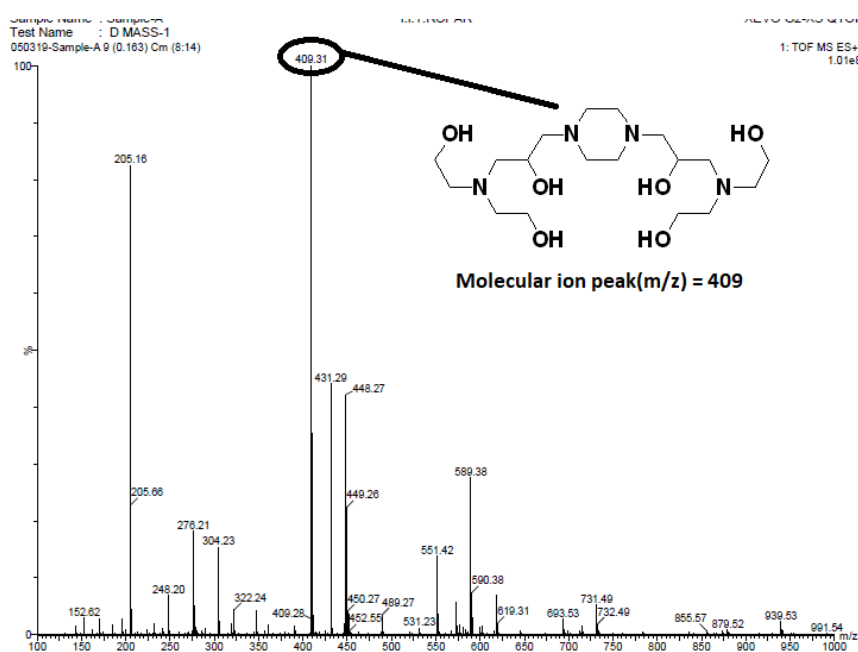 Test Name : D MASS-1
050319-Sample-A 9 (0.163) Cm (8:14)
1: TOF MS ES+
1.01e8
100
%
0
409.31
205.16
205.66
431.29
448.27
449.26
276.21
304.23
248.20
322.24
152.62
409.28
450.27
452.55
489.27
531.23
551.42
589.38
590.38
619.31
693.53
731.49
732.49
855.57
879.52
939.53
991.54
m/z
100 150 200 250 300 350 400 450 500 550 600 650 700 750 800 850 900 950 1000
OH
N
OH
OH
N
N
HO
HO
N
HO
Molecular ion peak(m/z) = 409